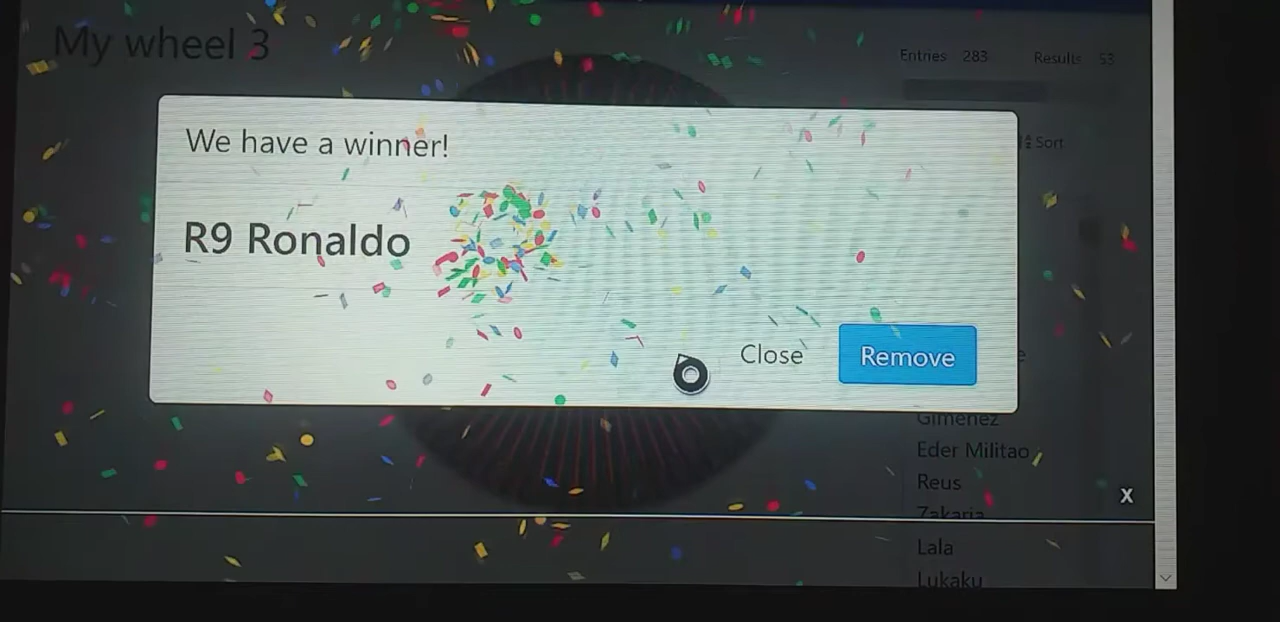 My wheel 3
Entries 283 Results 53
We have a winner!
Sort
R9 Ronaldo
Close Remove
Gimenez
Eder Militao
Reus
X
Zakaria
Lala
Lukaku